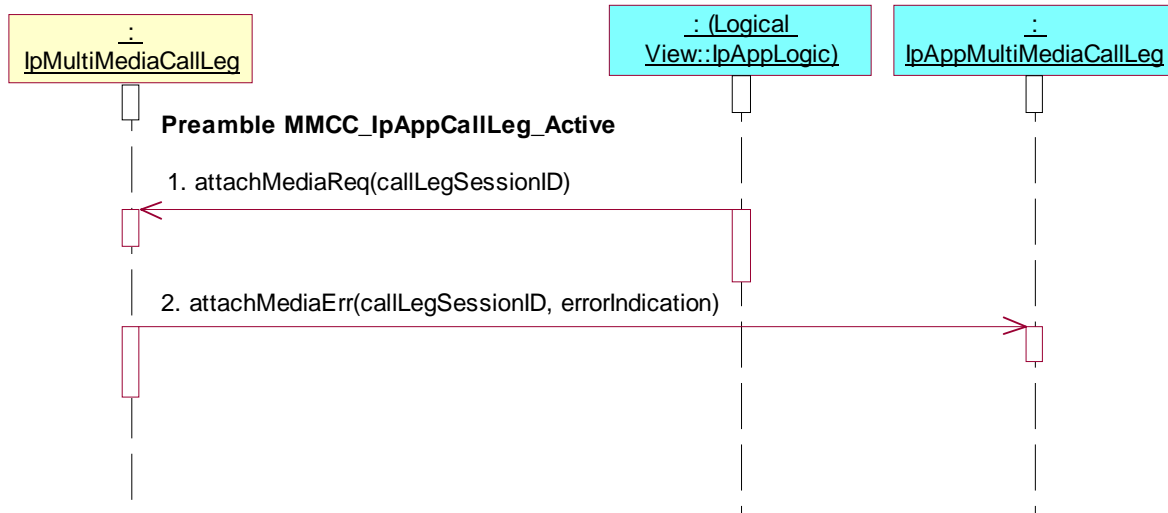 :
IpMultiMediaCallLeg
: (Logical
View::IpAppLogic)
:
IpAppMultiMediaCallLeg
Preamble MMCC_IpAppCallLeg_Active
1. attachMediaReq(callLegSessionID)
2. attachMediaErr(callLegSessionID, errorIndication)